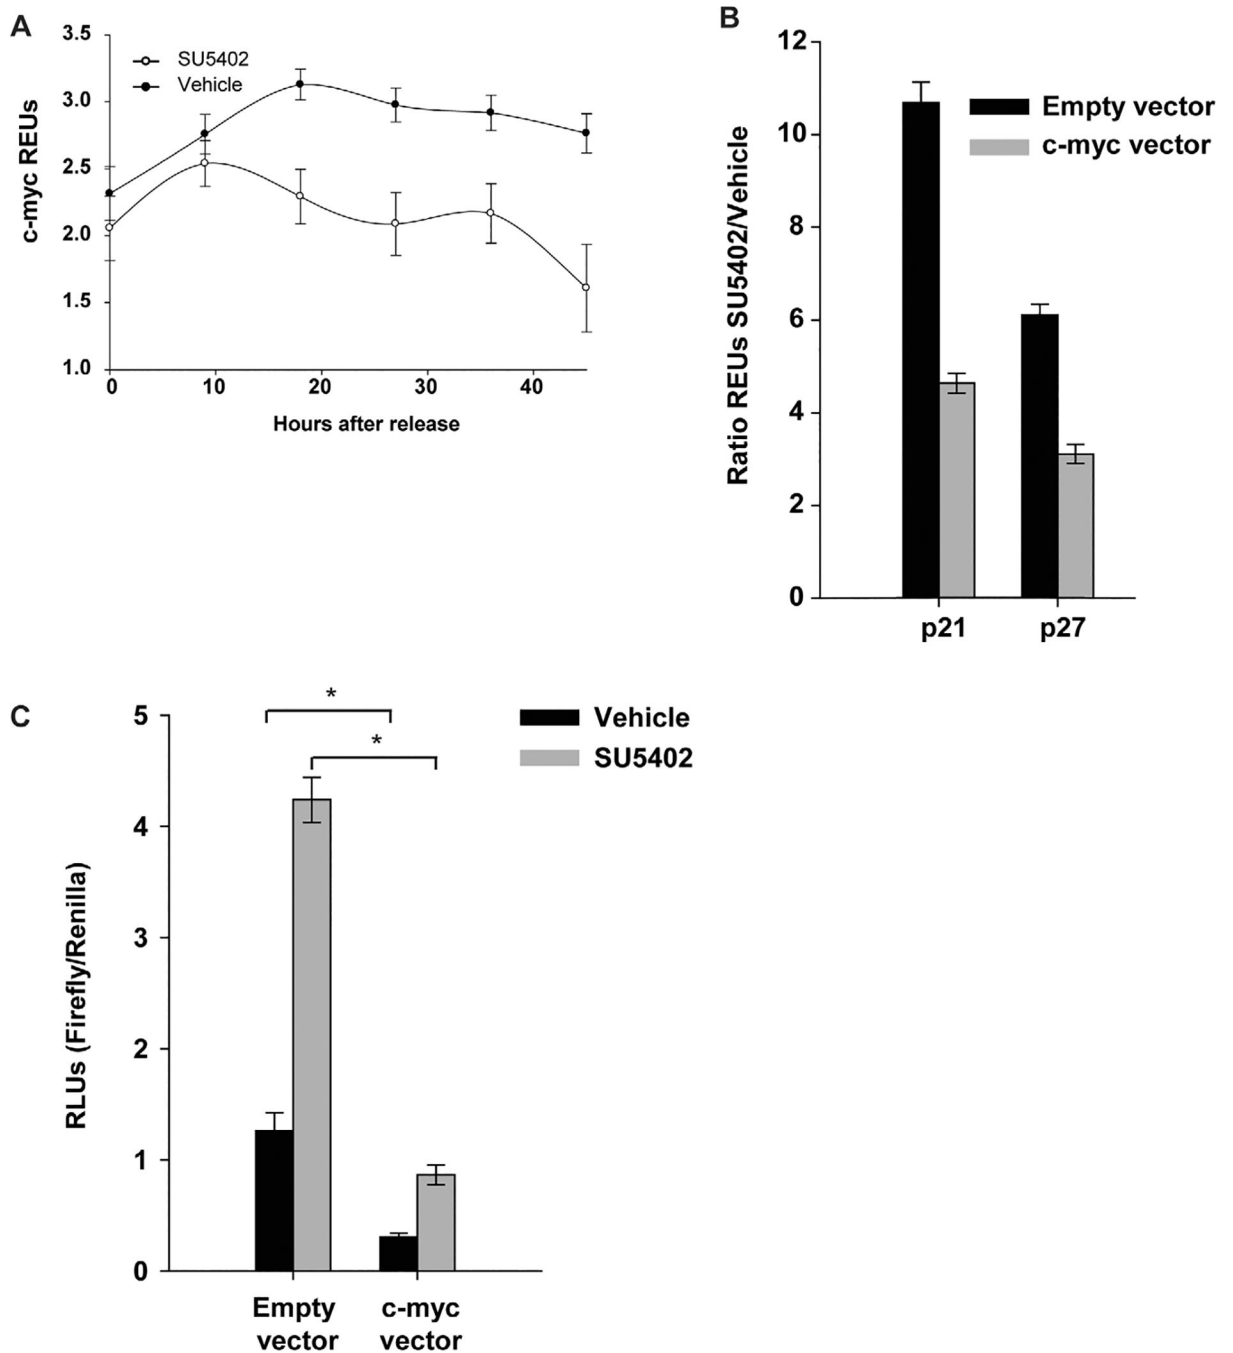 A
3.5
3.0
2.5
2.0
1.5
1.0
c-myc REUs
SU5402
Vehicle
0 10 20 30 40
Hours after release
B
12
10
8
6
4
2
0
Ratio REUs SU5402/Vehicle
Empty vector
c-myc vector
p21 p27
C
5
4
3
2
1
0
RLUs (Firefly/Renilla)
*
*
Vehicle
SU5402
Empty vector
c-myc vector